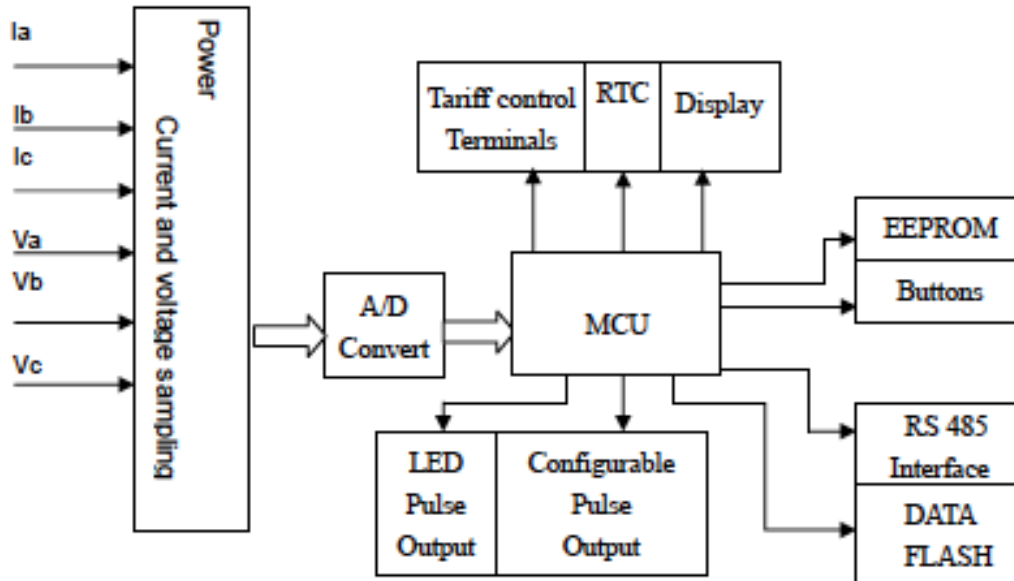 Ia
Ib
Ic
Va
Vb
Vc
Power
Current and voltage sampling
A/D
Convert
MCU
Tariff control
Terminals
RTC
Display
EEPROM
Buttons
RS 485
Interface
DATA
FLASH
LED
Pulse
Output
Configurable
Pulse
Output